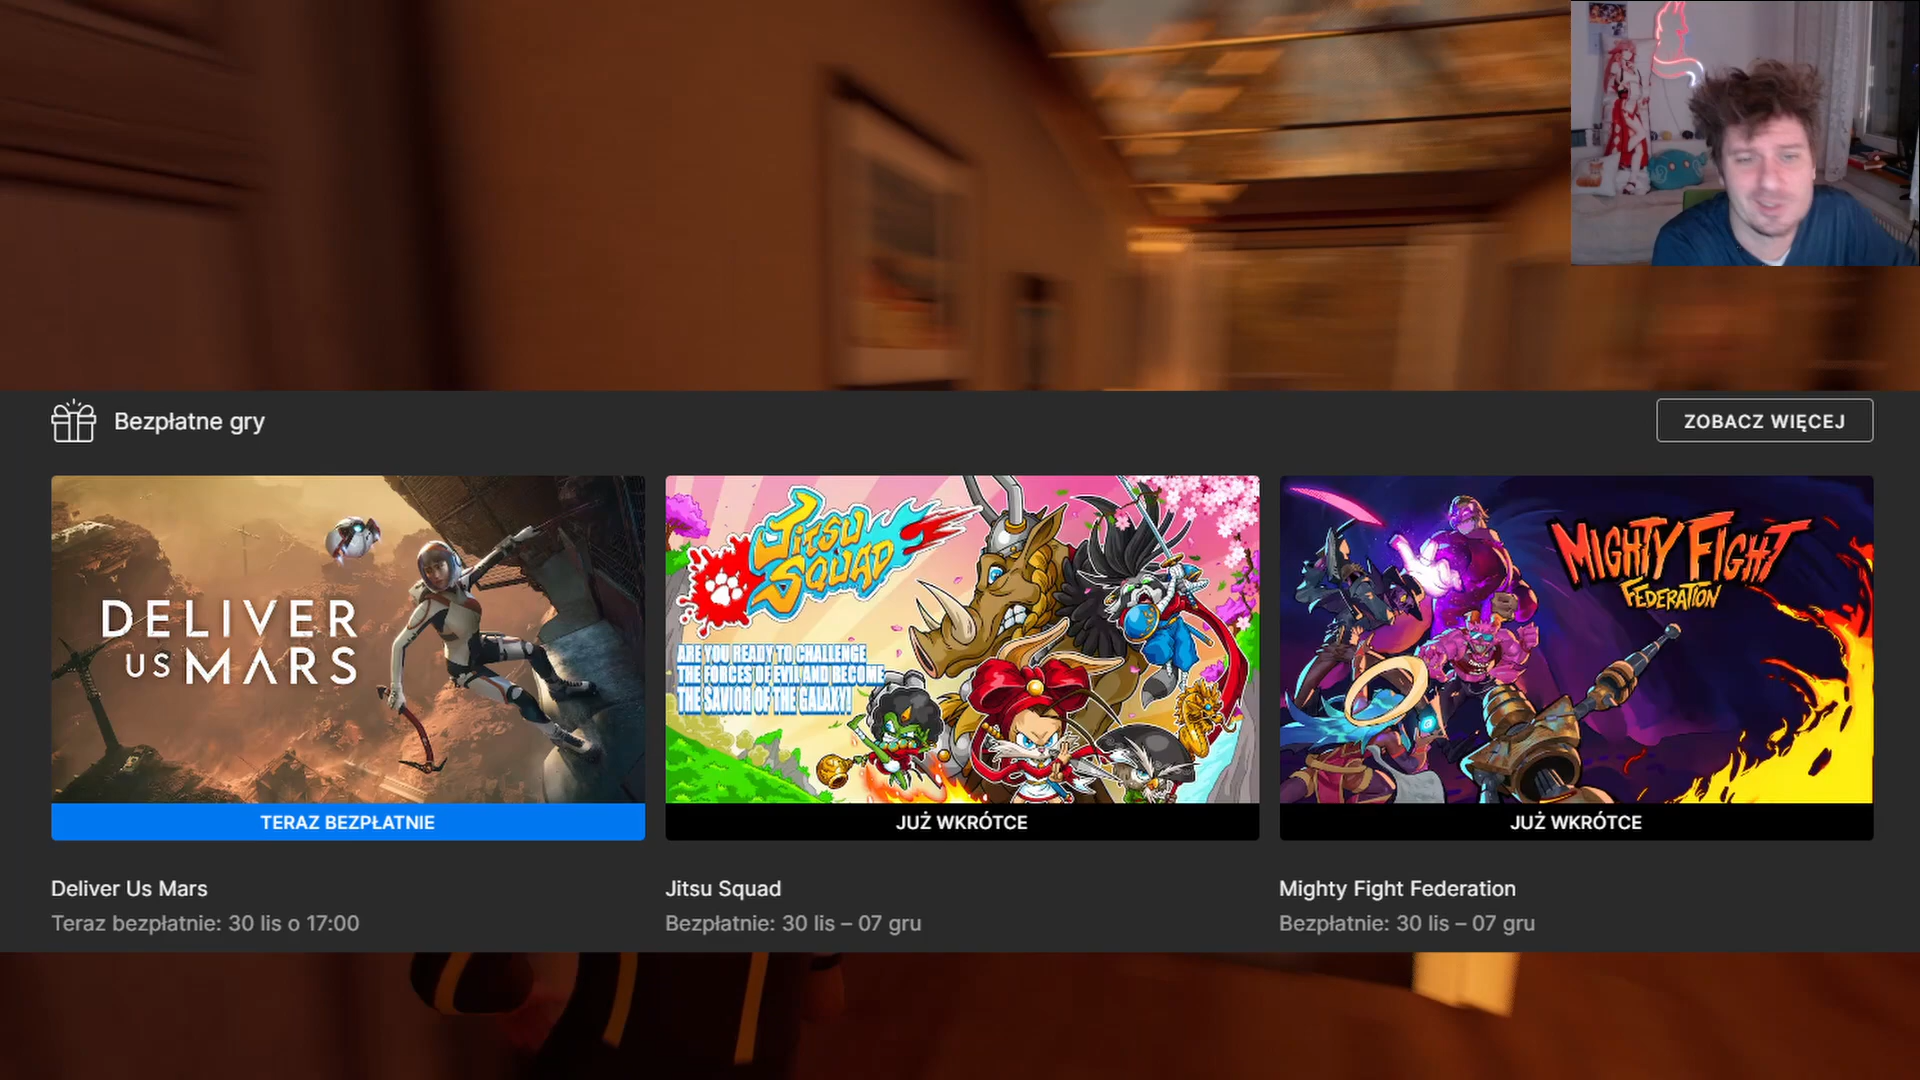 Bezpłatne gry
ZOBACZ WIĘCEJ
DELIVER
US MARS
JITSU
SQUAD
ARE YOU READY TO CHALLENGE
THE FORCES OF EVIL AND BECOME
THE SAVIOR OF THE GALAXY!
MIGHTY FIGHT
FEDERATION
TERAZ BEZPŁATNIE
JUŻ WKRÓTCE
JUŻ WKRÓTCE
Deliver Us Mars
Teraz bezpłatnie: 30 lis o 17:00
Jitsu Squad
Bezpłatnie: 30 lis – 07 gru
Mighty Fight Federation
Bezpłatnie: 30 lis – 07 gru